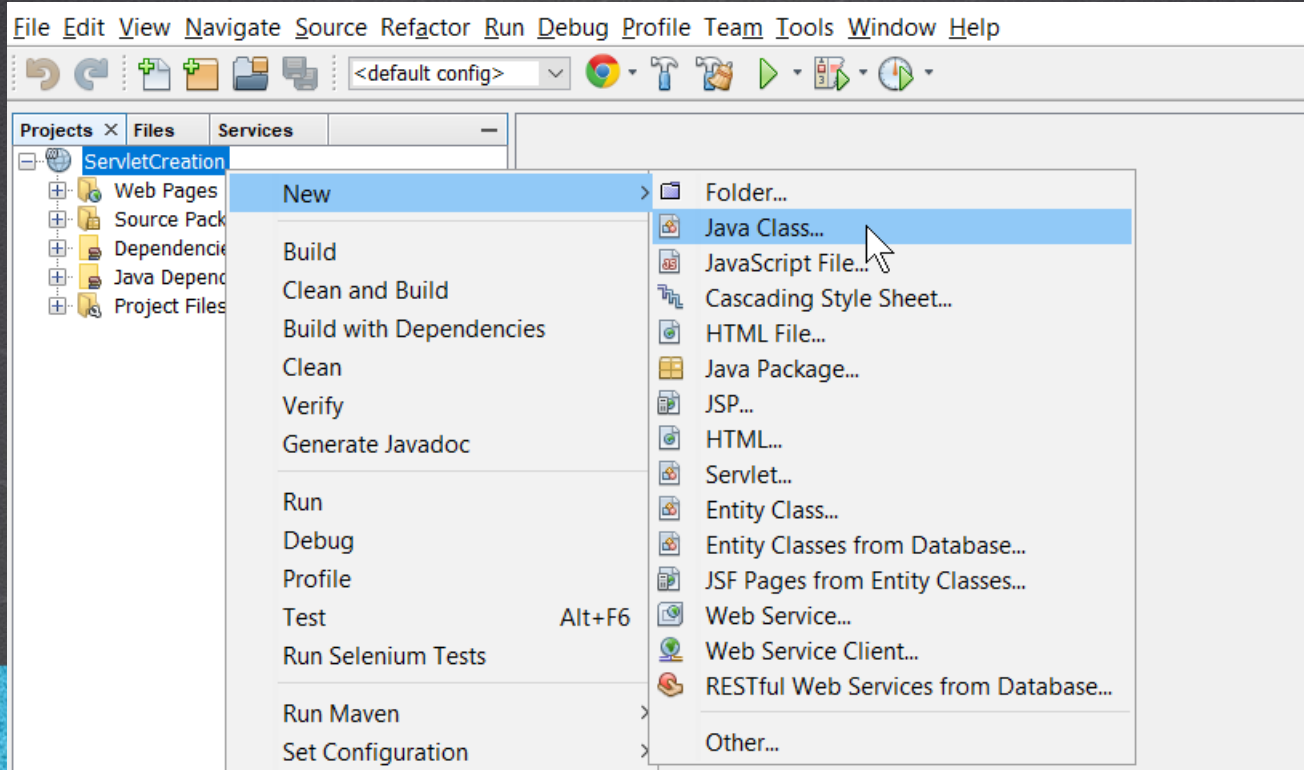 File Edit View Navigate Source Refactor Run Debug Profile Team Tools Window Help
<default config>
Projects Files Services
ServletCreation
Web Pages
Source Pack
Dependencie
Java Depend
Project Files
New
Build
Clean and Build
Build with Dependencies
Clean
Verify
Generate Javadoc
Run
Debug
Profile
Test Alt+F6
Run Selenium Tests
Run Maven
Set Configuration
Folder...
Java Class...
JavaScript File...
Cascading Style Sheet...
HTML File...
Java Package...
JSP...
HTML...
Servlet...
Entity Class...
Entity Classes from Database...
JSF Pages from Entity Classes...
Web Service...
Web Service Client...
RESTful Web Services from Database...
Other...